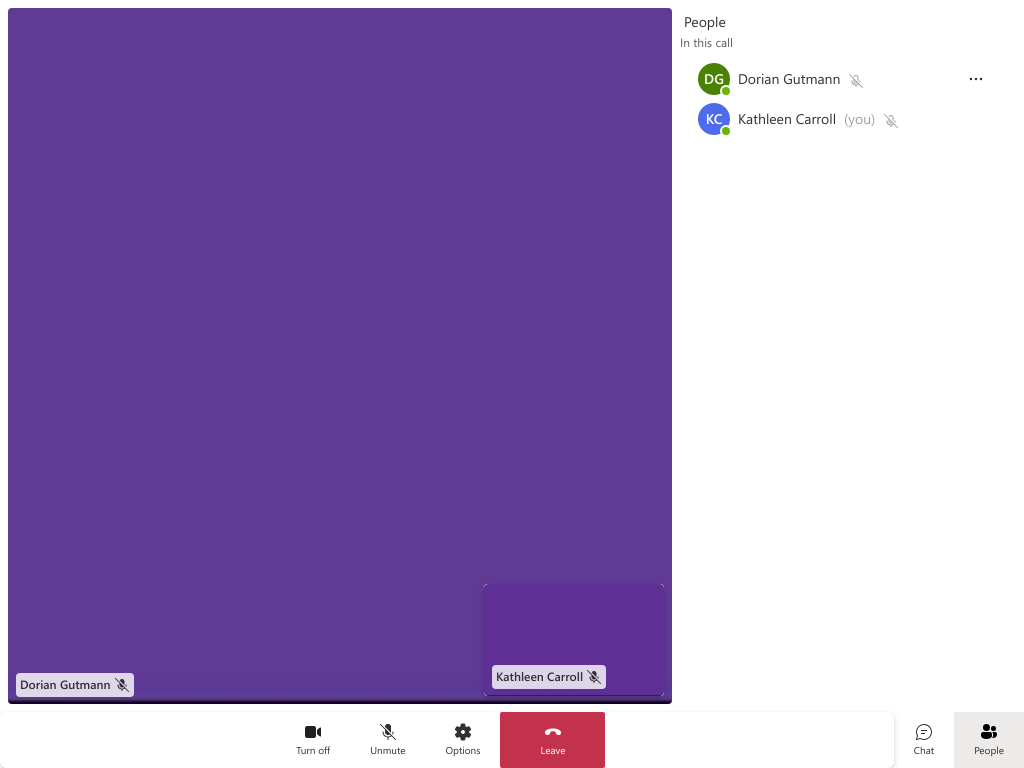 People
In this call
DG Dorian Gutmann
KC Kathleen Carroll (you)
Kathleen Carroll
Dorian Gutmann
Turn off
Unmute
Options
Leave
Chat
People